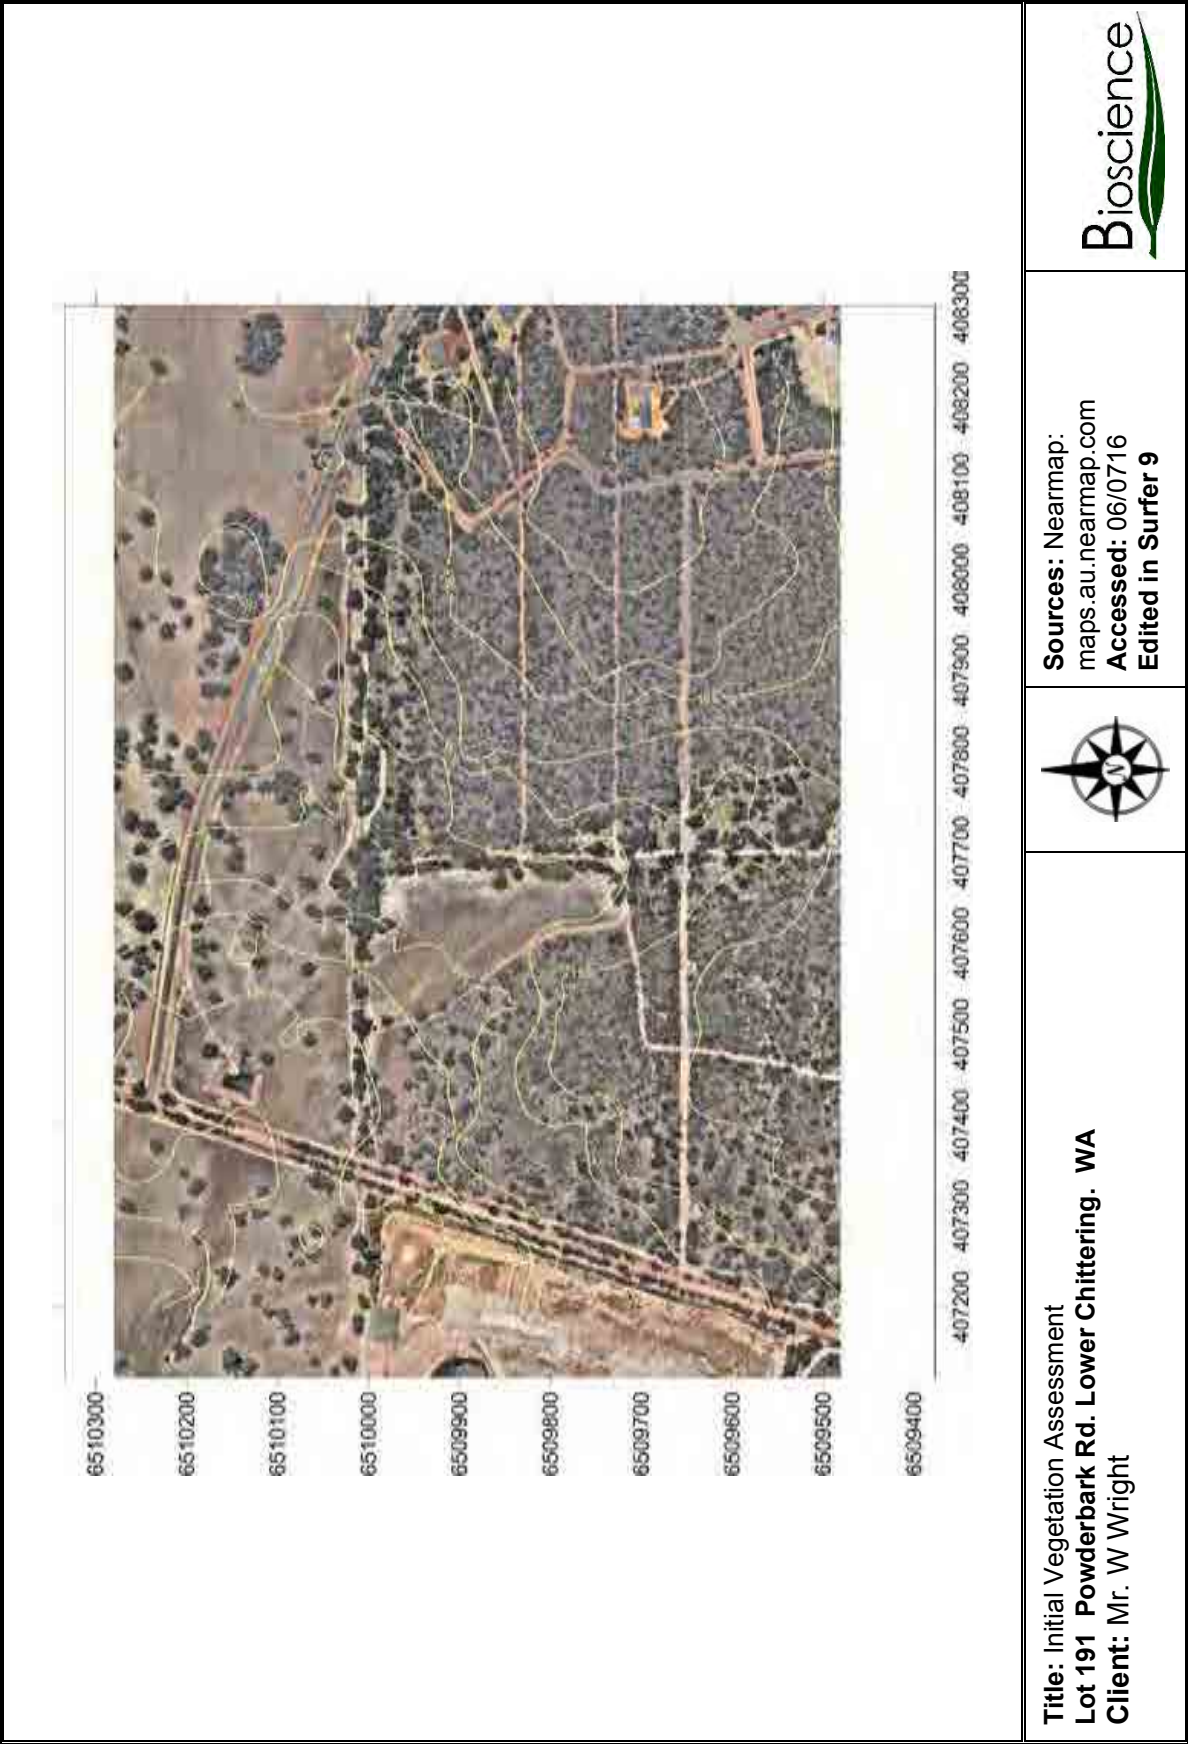 6510300
6510200
6510100
6510000
6509900
6509800
6509700
6509600
6509500
6509400
407200 407300 407400 407500 407600 407700 407800 407900 408000 408100 408200 408300
Title: Initial Vegetation Assessment
Lot 191 Powderbark Rd. Lower Chittering. WA
Client: Mr. W Wright
N
Sources: Nearmap:
maps.au.nearmap.com
Accessed: 06/0716
Edited in Surfer 9
Bioscience